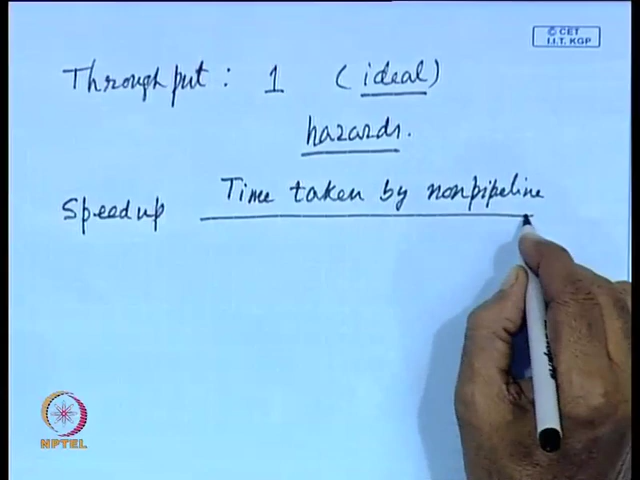 © CET
I.I.T. KGP
Throughput : 1 (ideal)
hazards.
Speedup Time taken by nonpipeline
NPTEL